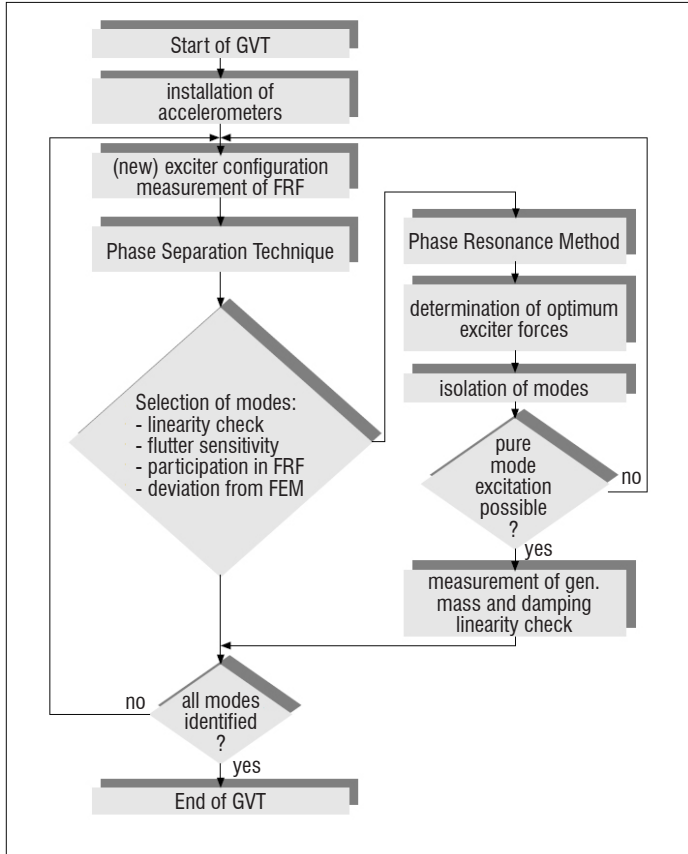 Start of GVT
installation of
accelerometers
(new) exciter configuration
measurement of FRF
Phase Separation Technique
Selection of modes:
- linearity check
- flutter sensitivity
- participation in FRF
- deviation from FEM
Phase Resonance Method
determination of optimum
exciter forces
isolation of modes
pure
mode
excitation
possible
?
no
yes
measurement of gen.
mass and damping
linearity check
no
all modes
identified
?
yes
End of GVT